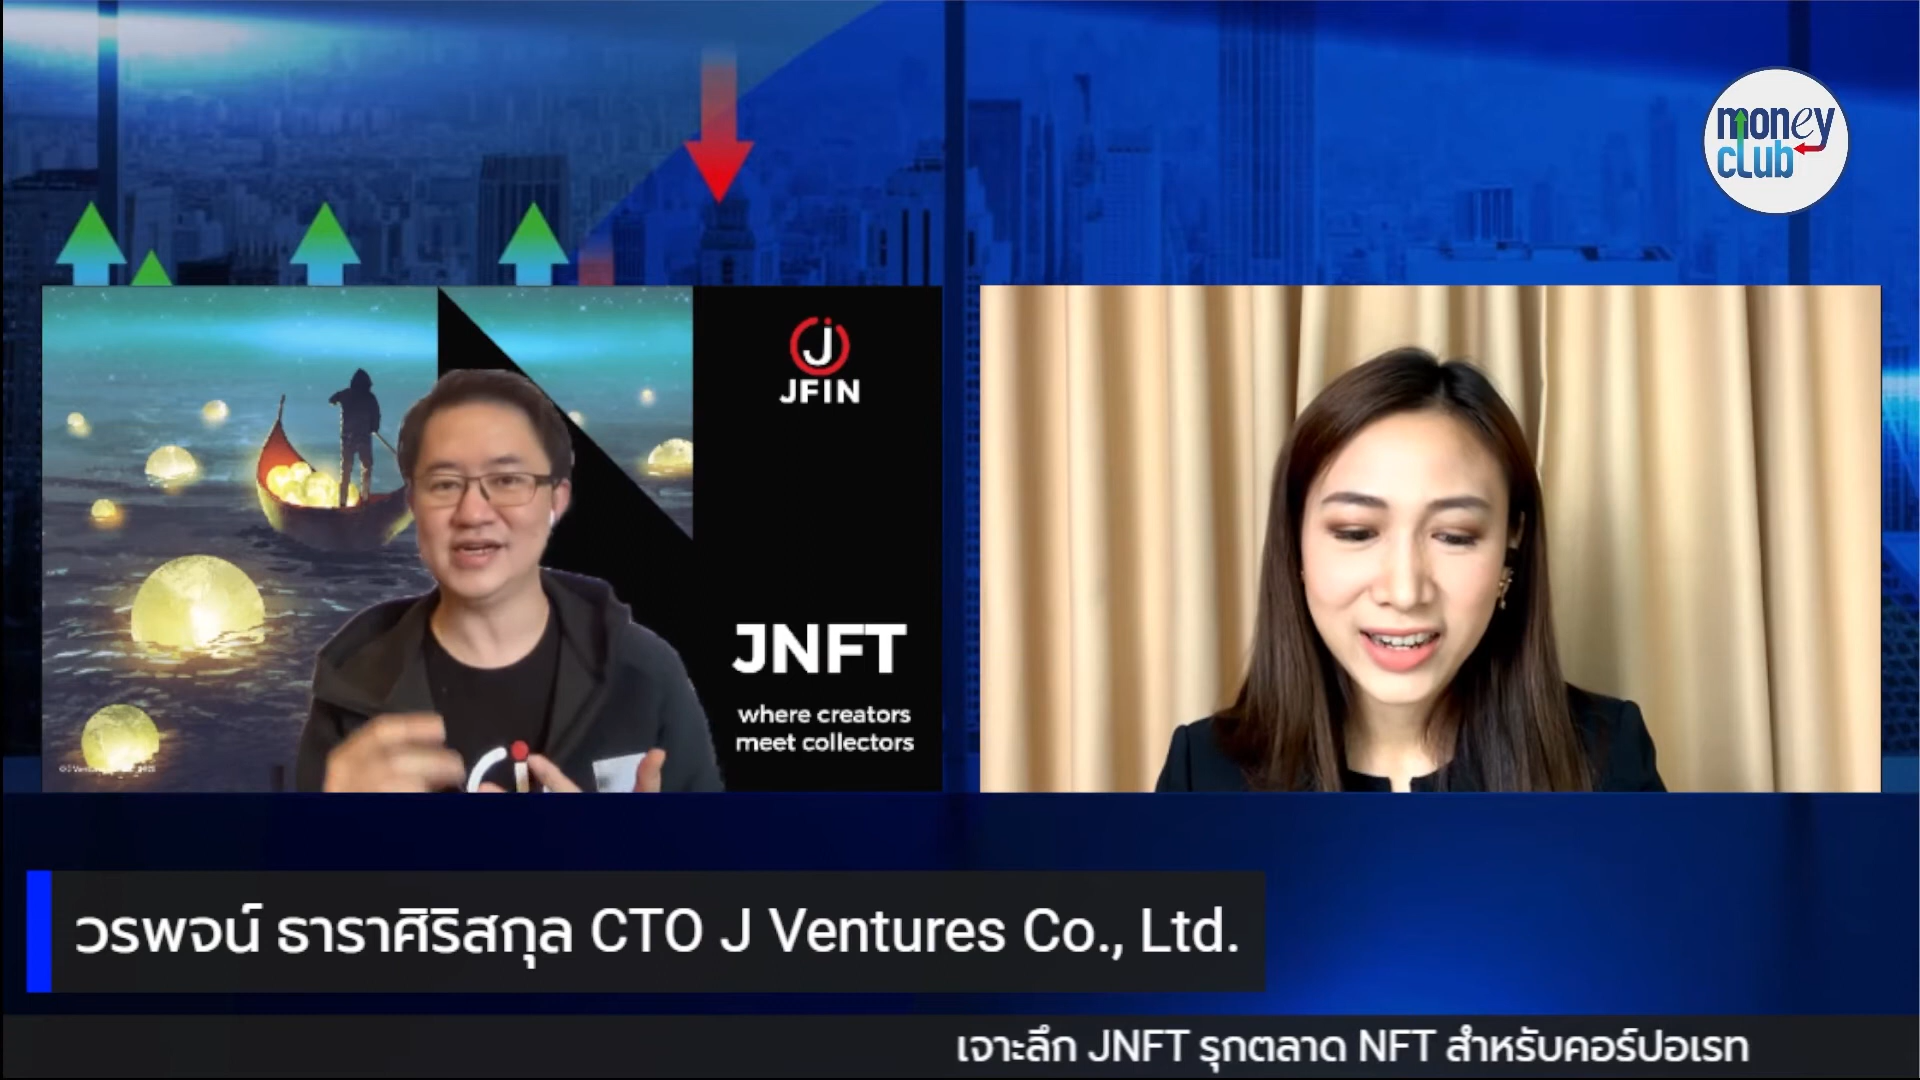 money
club
J
JFIN
JNFT
where creators
meet collectors
วรพจน์ ธาราศิริสกุล CTO J Ventures Co., Ltd.
เจาะลึก JNFT รุกตลาด NFT สำหรับคอร์ปอเรท